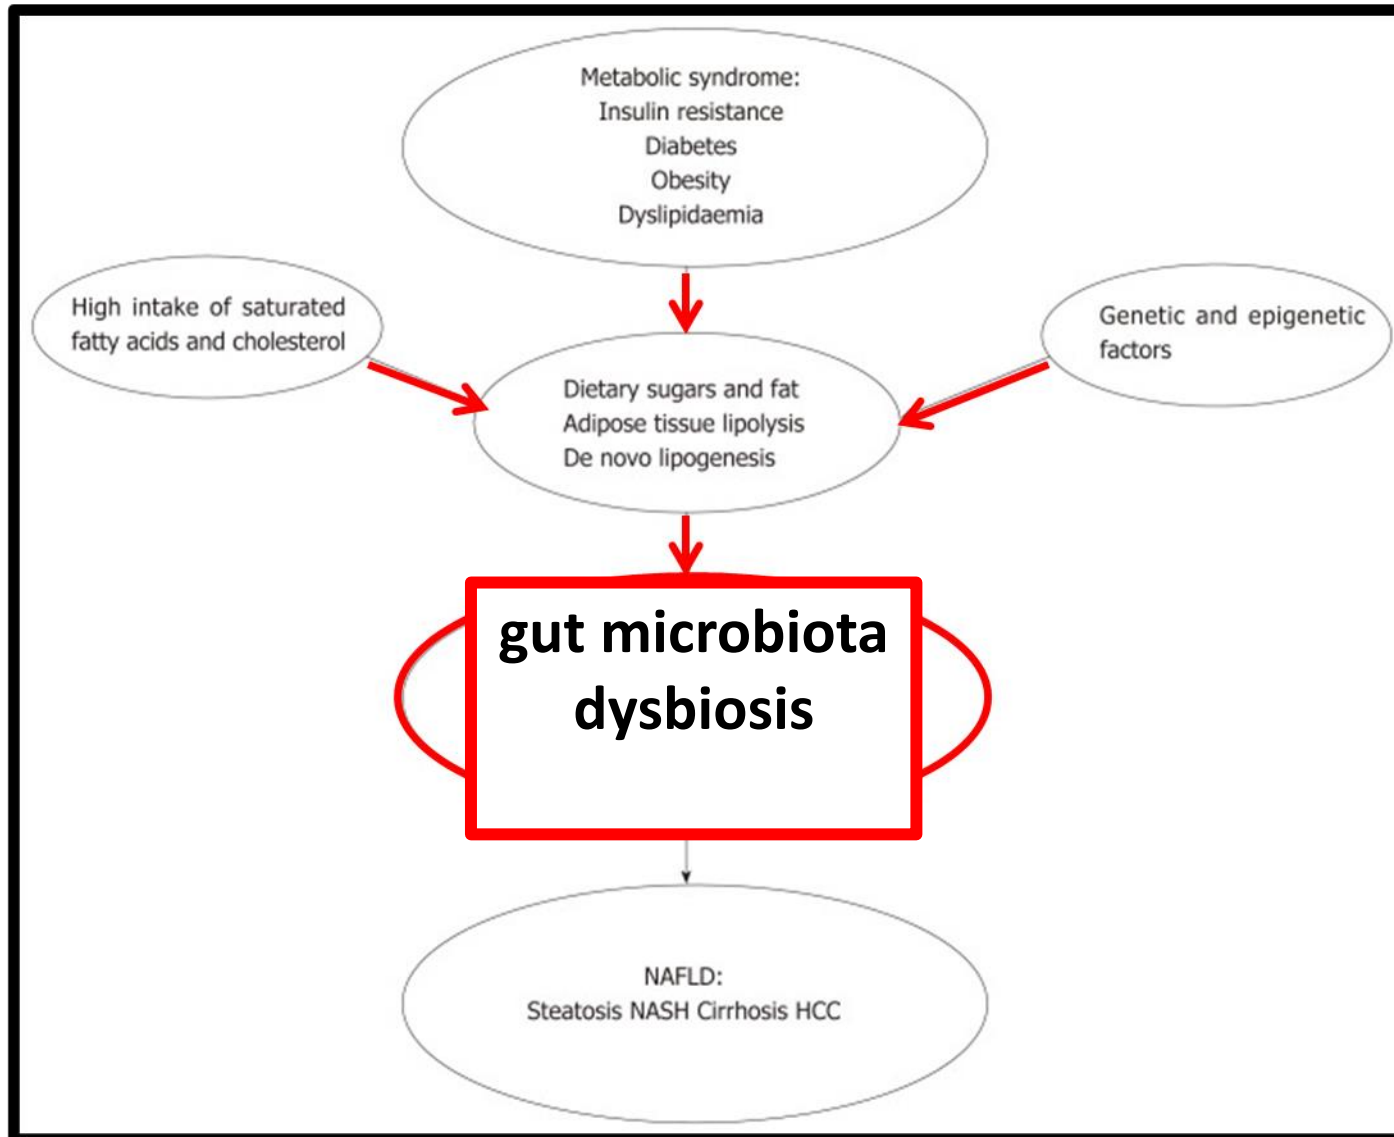 Metabolic syndrome:
Insulin resistance
Diabetes
Obesity
Dyslipidaemia
High intake of saturated
fatty acids and cholesterol
Genetic and epigenetic
factors
Dietary sugars and fat
Adipose tissue lipolysis
De novo lipogenesis
gut microbiota
dysbiosis
NAFLD:
Steatosis NASH Cirrhosis HCC